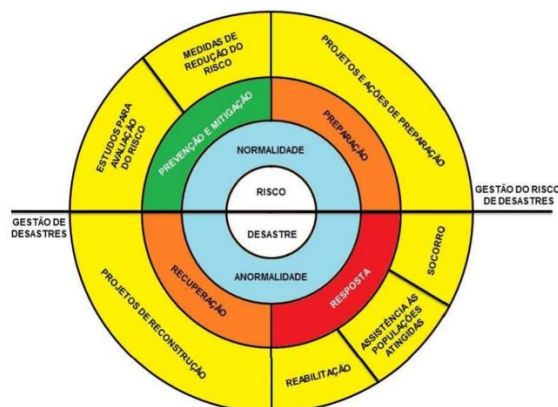 MEDIDAS DE
REDUÇÃO DO
RISCO
PROJETOS E AÇÕES DE PREPARAÇÃO
ESTUDOS PARA
AVALIAÇÃO
DO RISCO
PREVENÇÃO E MITIGAÇÃO
PREPARAÇÃO
NORMALIDADE
RISCO
GESTÃO DO RISCO
DE DESASTRES
GESTÃO DE
DESASTRES
DESASTRE
ANORMALIDADE
RECUPERAÇÃO
RESPOSTA
SOCORRO
ASSISTÊNCIA ÀS
POPULAÇÕES
ATINGIDAS
REABILITAÇÃO
PROJETOS DE RECONSTRUÇÃO